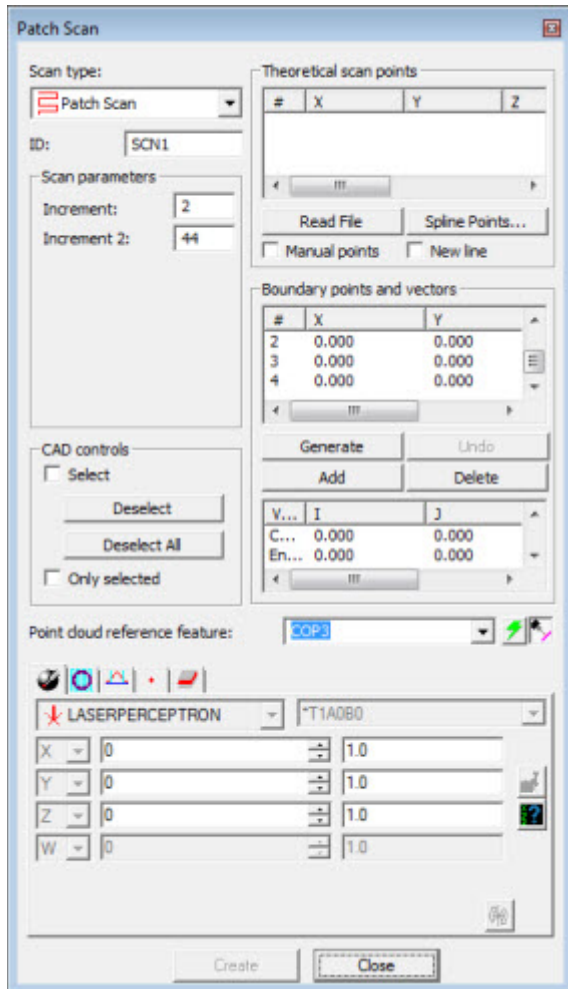 Patch Scan
Scan type:
Patch Scan
ID: SCN1
Scan parameters
Increment: 2
Increment 2: 44
Theoretical scan points
# X Y Z
Read File Spline Points...
Manual points New line
Boundary points and vectors
# X Y
2 0.000 0.000
3 0.000 0.000
4 0.000 0.000
Generate Undo
Add Delete
V... I J
C... 0.000 0.000
En... 0.000 0.000
CAD controls
Select
Deselect
Deselect All
Only selected
Point cloud reference feature: COP3
LASERPERCEPTRON *T1A0B0
X 0 1.0
Y 0 1.0
Z 0 1.0
W 0 1.0
Create Close